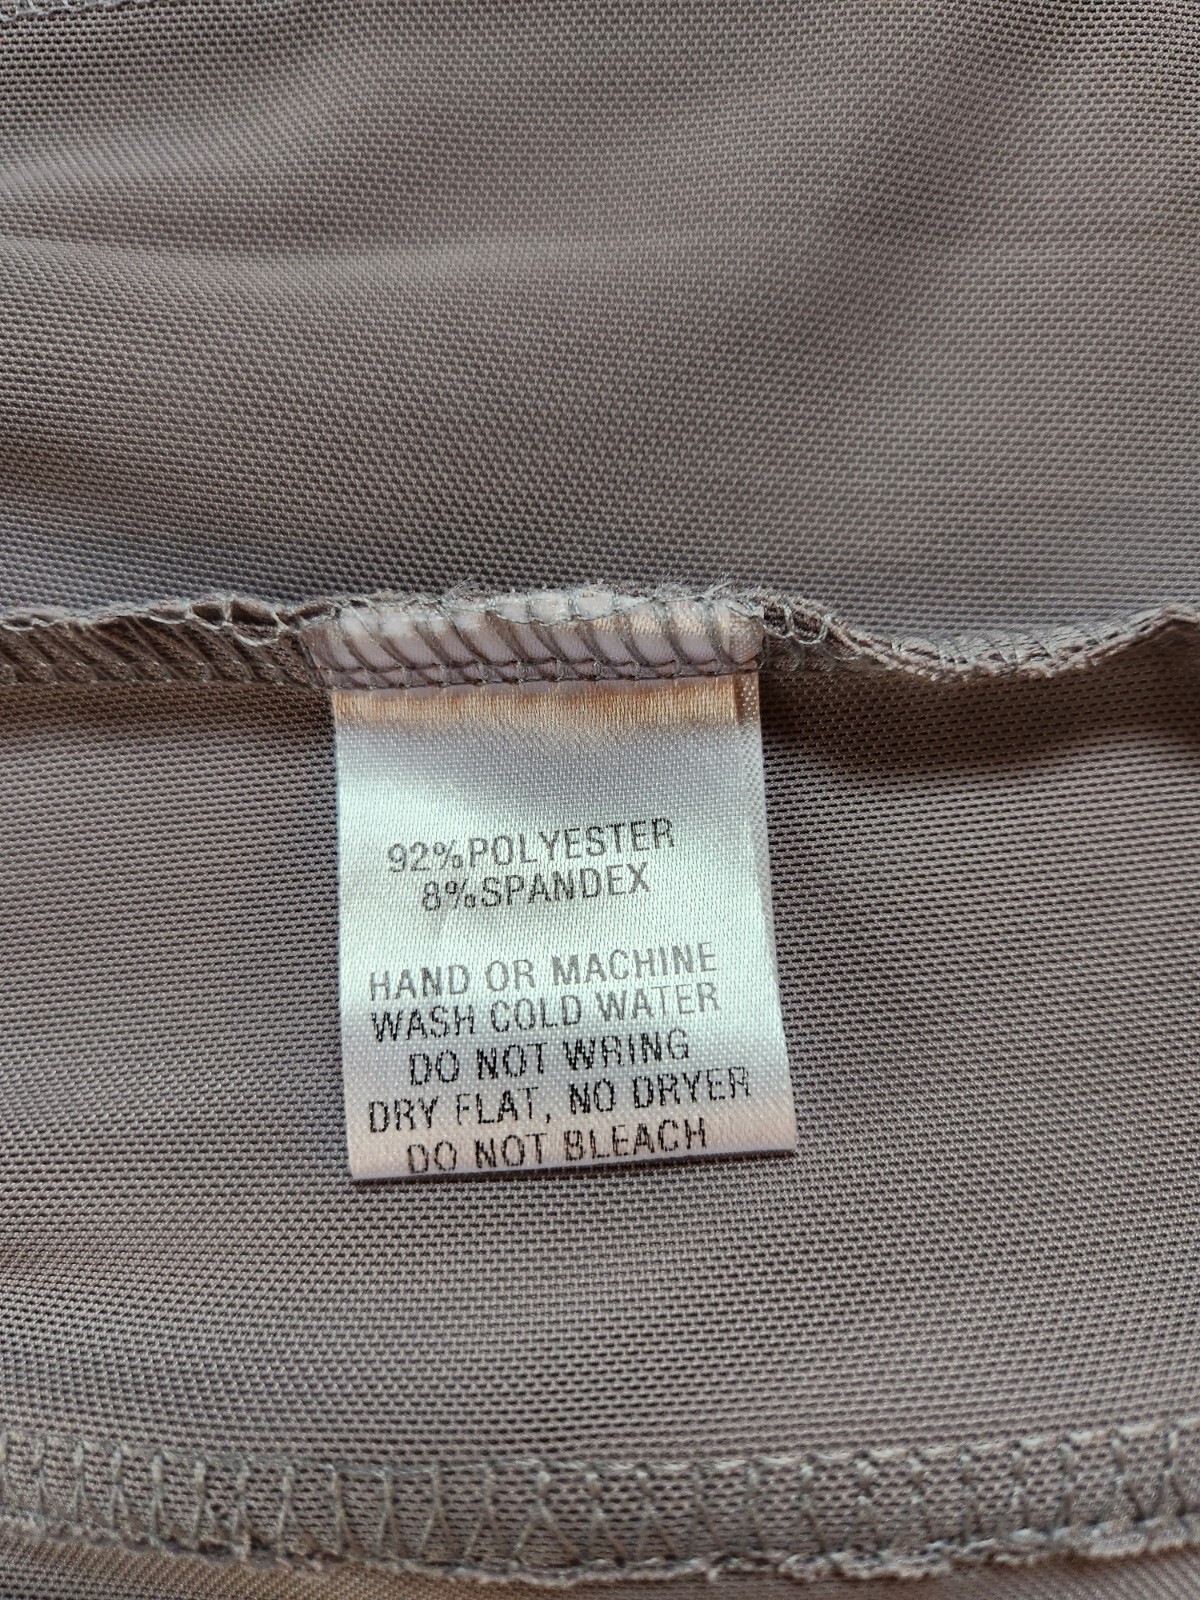 92%POLYESTER
8%SPANDEX
HAND OR MACHINE
WASH COLD WATER
DO NOT WRING
DRY FLAT, NO DRYER
DO NOT BLEACH